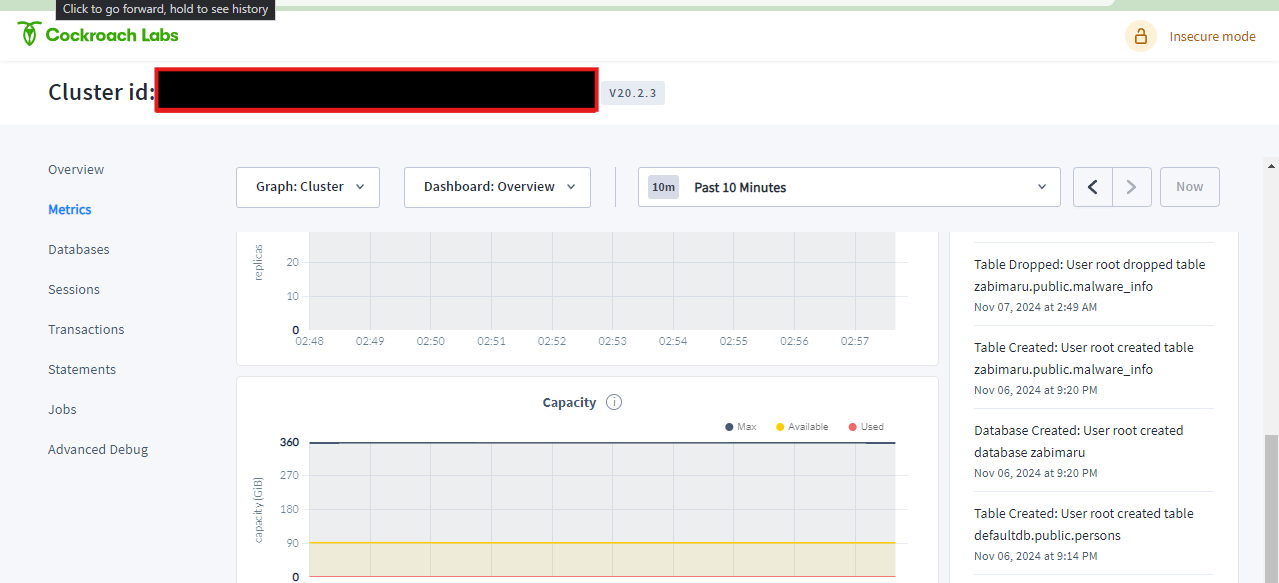 Click to go forward, hold to see history
Cockroach Labs
Insecure mode
Cluster id:
V20.2.3
Overview
Metrics
Databases
Sessions
Transactions
Statements
Jobs
Advanced Debug
Graph: Cluster
Dashboard: Overview
10m Past 10 Minutes
Now
replicas
20
10
0
02:48 02:49 02:50 02:51 02:52 02:53 02:54 02:55 02:56 02:57
Capacity i
Max Available Used
capacity (GiB)
360
270
180
90
0
Table Dropped: User root dropped table
zabimaru.public.malware_info
Nov 07, 2024 at 2:49 AM
Table Created: User root created table
zabimaru.public.malware_info
Nov 06, 2024 at 9:20 PM
Database Created: User root created
database zabimaru
Nov 06, 2024 at 9:20 PM
Table Created: User root created table
defaultdb.public.persons
Nov 06, 2024 at 9:14 PM